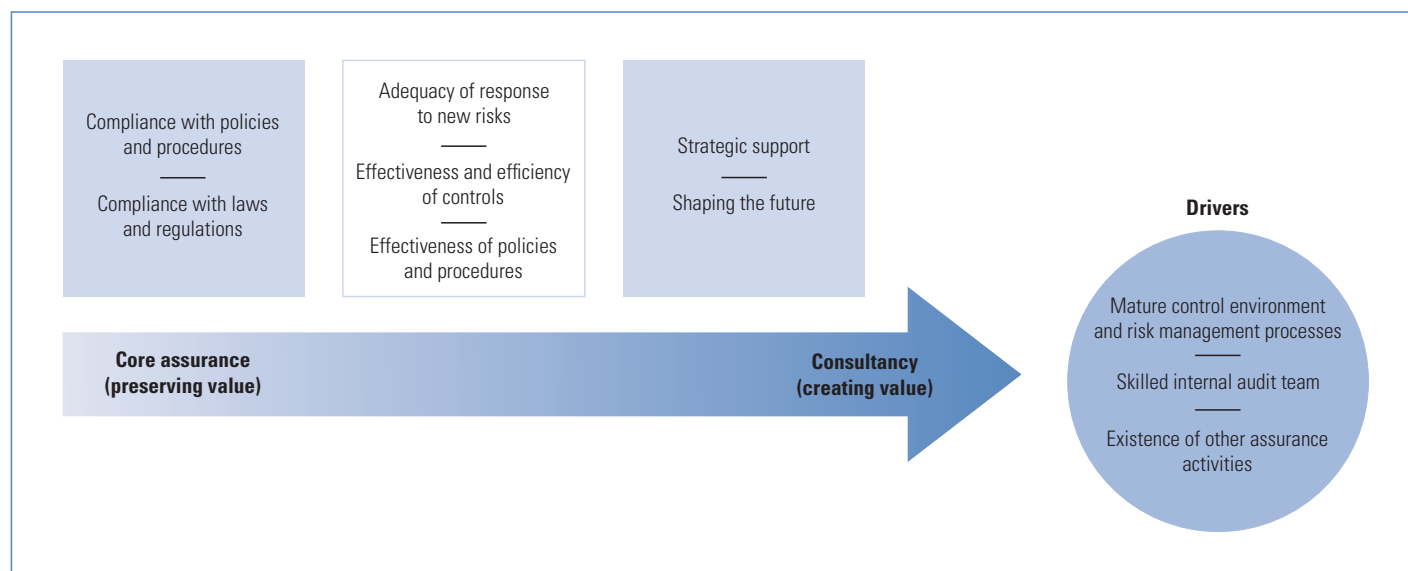 Compliance with policies
and procedures
Compliance with laws
and regulations
Adequacy of response
to new risks
Effectiveness and efficiency
of controls
Effectiveness of policies
and procedures
Strategic support
Shaping the future
Core assurance
(preserving value)
Consultancy
(creating value)
Drivers
Mature control environment
and risk management processes
Skilled internal audit team
Existence of other assurance
activities